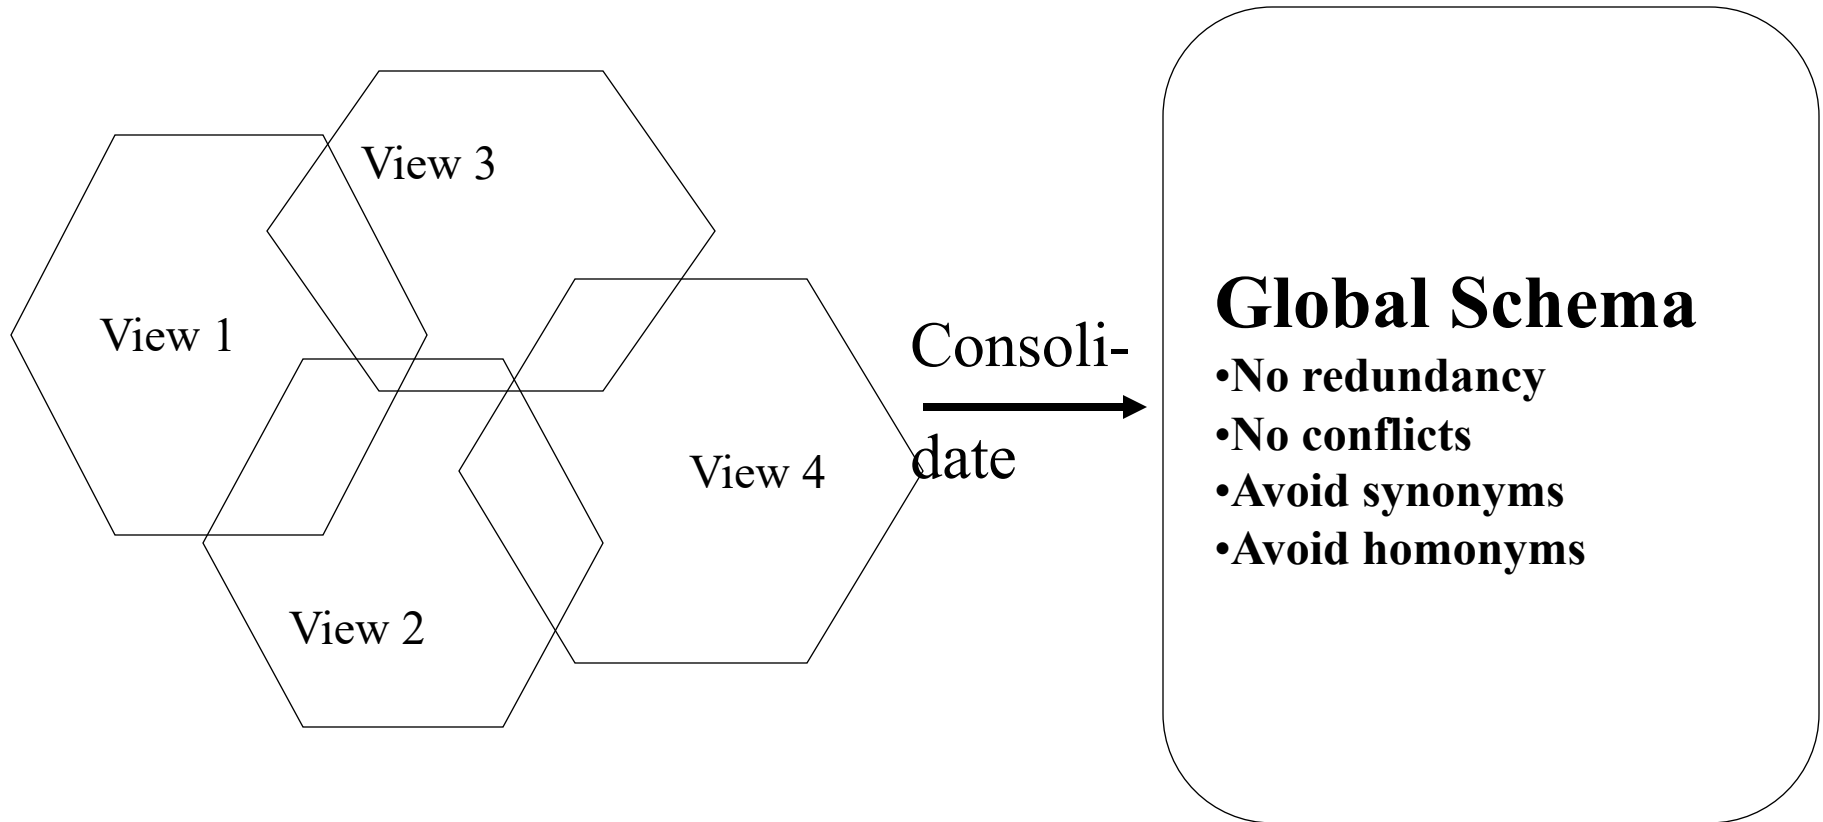 View 3
View 1
View 2
View 4
Consoli-
date
Global Schema
•No redundancy
•No conflicts
•Avoid synonyms
•Avoid homonyms